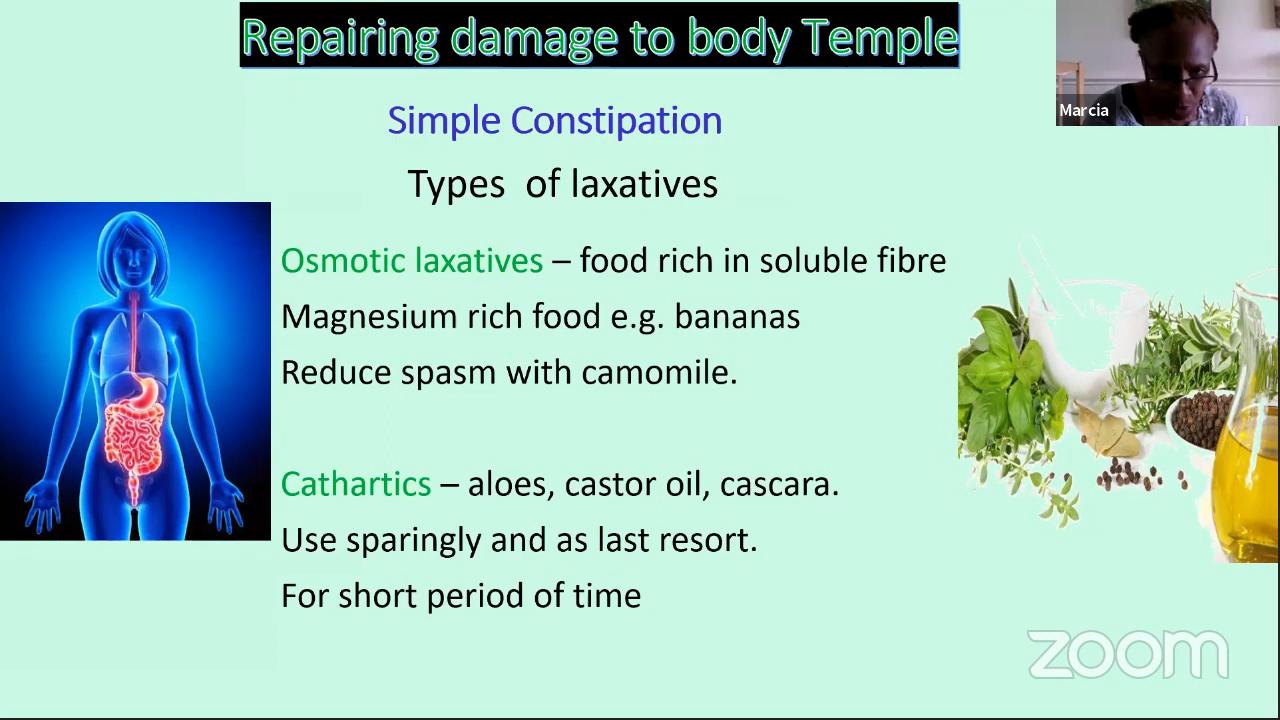 Repairing damage to body Temple
Marcia
Simple Constipation
Types of laxatives
Osmotic laxatives – food rich in soluble fibre
Magnesium rich food e.g. bananas
Reduce spasm with camomile.
Cathartics – aloes, castor oil, cascara.
Use sparingly and as last resort.
For short period of time
zoom